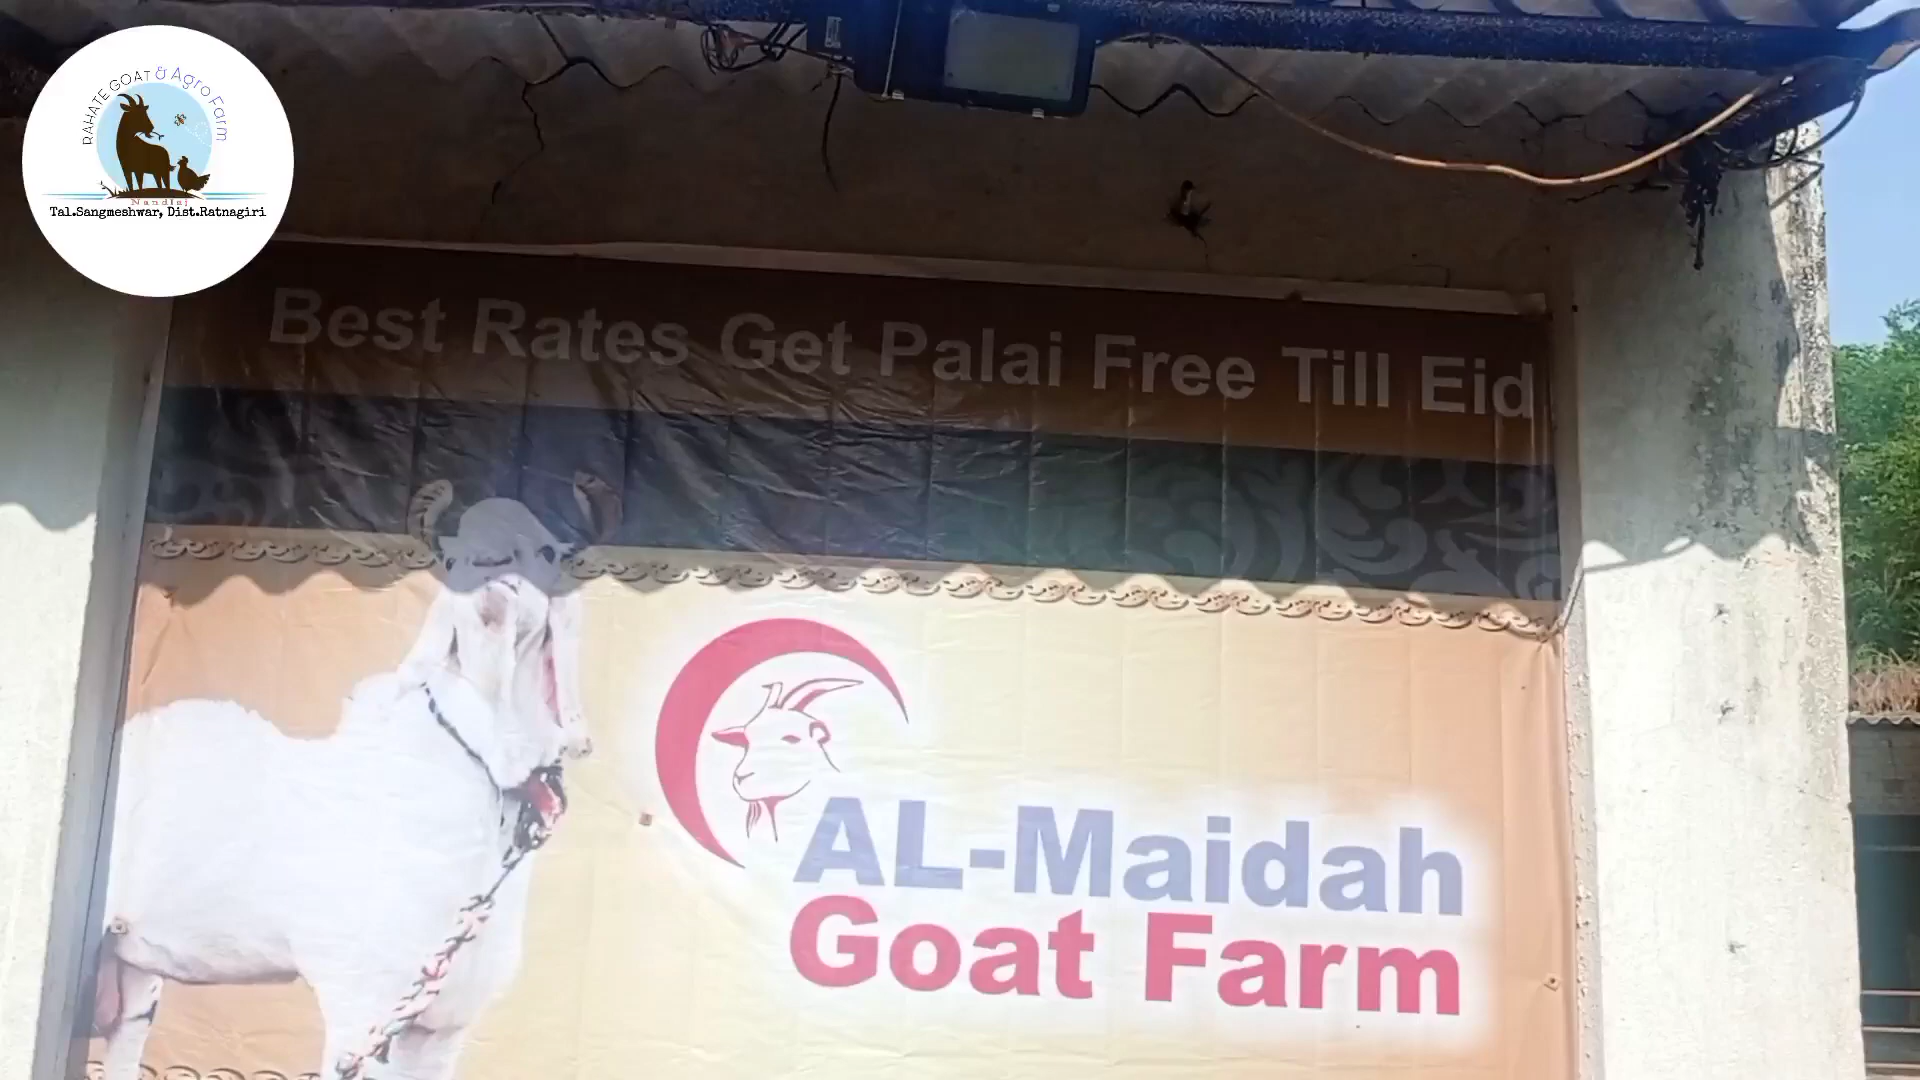 RAHATE GOAT & Agro Farm
Nandlaj
Tal.Sangmeshwar, Dist.Ratnagiri
Best Rates Get Palai Free Till Eid
AL-Maidah
Goat Farm